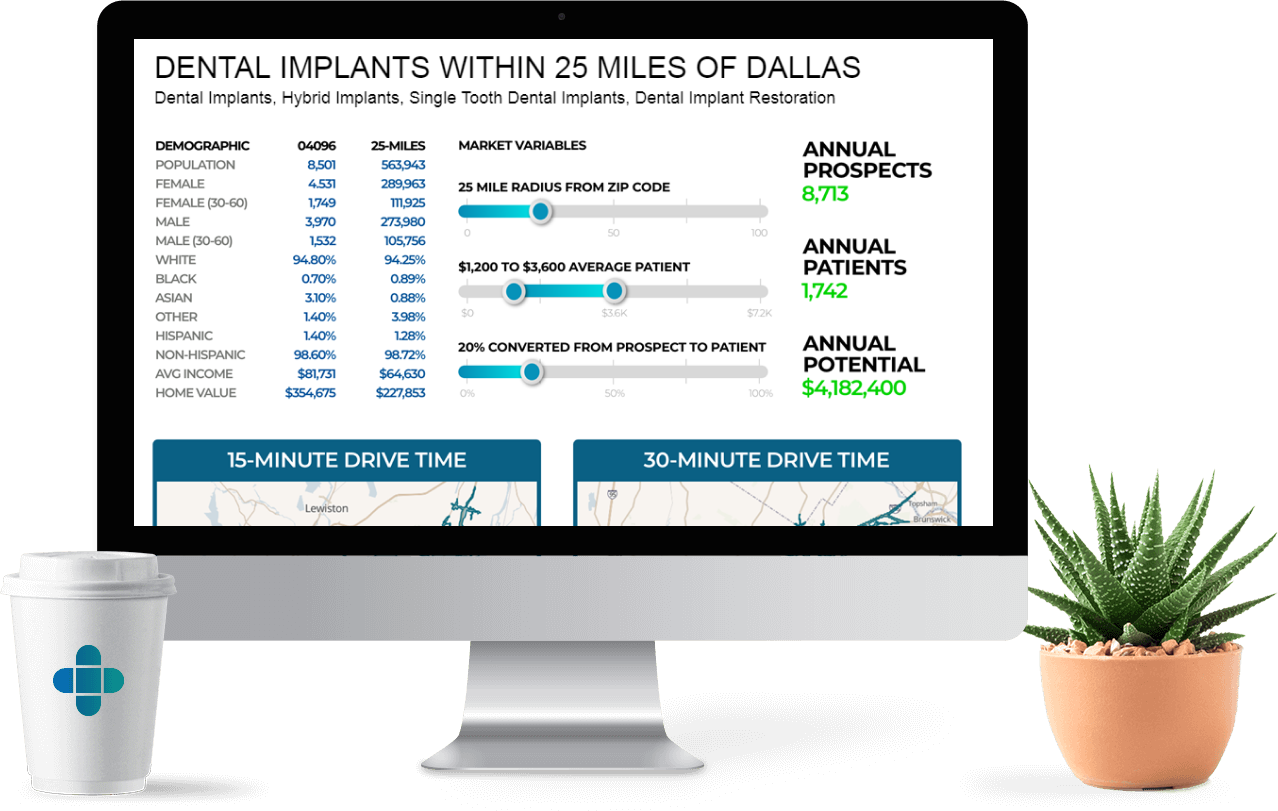 DENTAL IMPLANTS WITHIN 25 MILES OF DALLAS
Dental Implants, Hybrid Implants, Single Tooth Dental Implants, Dental Implant Restoration
DEMOGRAPHIC 04096 25-MILES
POPULATION 8,501 563,943
FEMALE 4.531 289,963
FEMALE (30-60) 1,749 111,925
MALE 3,970 273,980
MALE (30-60) 1,532 105,756
WHITE 94.80% 94.25%
BLACK 0.70% 0.89%
ASIAN 3.10% 0.88%
OTHER 1.40% 3.98%
HISPANIC 1.40% 1.28%
NON-HISPANIC 98.60% 98.72%
AVG INCOME $81,731 $64,630
HOME VALUE $354,675 $227,853
MARKET VARIABLES
25 MILE RADIUS FROM ZIP CODE
0 50 100
$1,200 TO $3,600 AVERAGE PATIENT
$0 $3.6K $7.2K
20% CONVERTED FROM PROSPECT TO PATIENT
0% 50% 100%
ANNUAL
PROSPECTS
8,713
ANNUAL
PATIENTS
1,742
ANNUAL
POTENTIAL
$4,182,400
15-MINUTE DRIVE TIME
Lewiston
30-MINUTE DRIVE TIME
Topsham
Brunswick